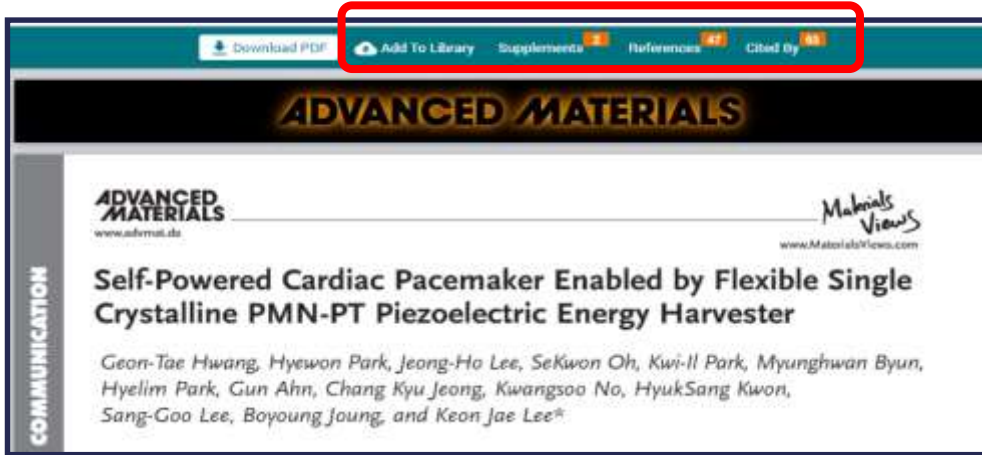 Download PDF Add To Library Supplements 2 References 47 Cited By
ADVANCED MATERIALS
ADVANCED
MATERIALS
www.advmat.de
Materials
Views
www.MaterialsViews.com
COMMUNICATION
Self-Powered Cardiac Pacemaker Enabled by Flexible Single
Crystalline PMN-PT Piezoelectric Energy Harvester
Geon-Tae Hwang, Hyewon Park, Jeong-Ho Lee, SeKwon Oh, Kwi-Il Park, Myunghwan Byun,
Hyelim Park, Gun Ahn, Chang Kyu Jeong, Kwangsoo No, HyukSang Kwon,
Sang-Goo Lee, Boyoung Joung, and Keon Jae Lee*